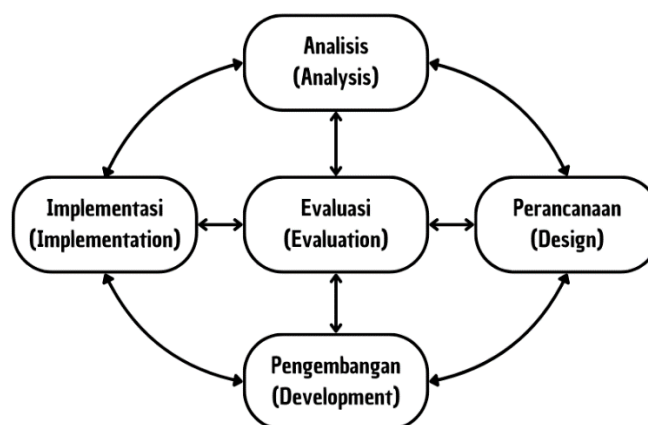 Analisis
(Analysis)
Implementasi
(Implementation)
Evaluasi
(Evaluation)
Perancanaan
(Design)
Pengembangan
(Development)